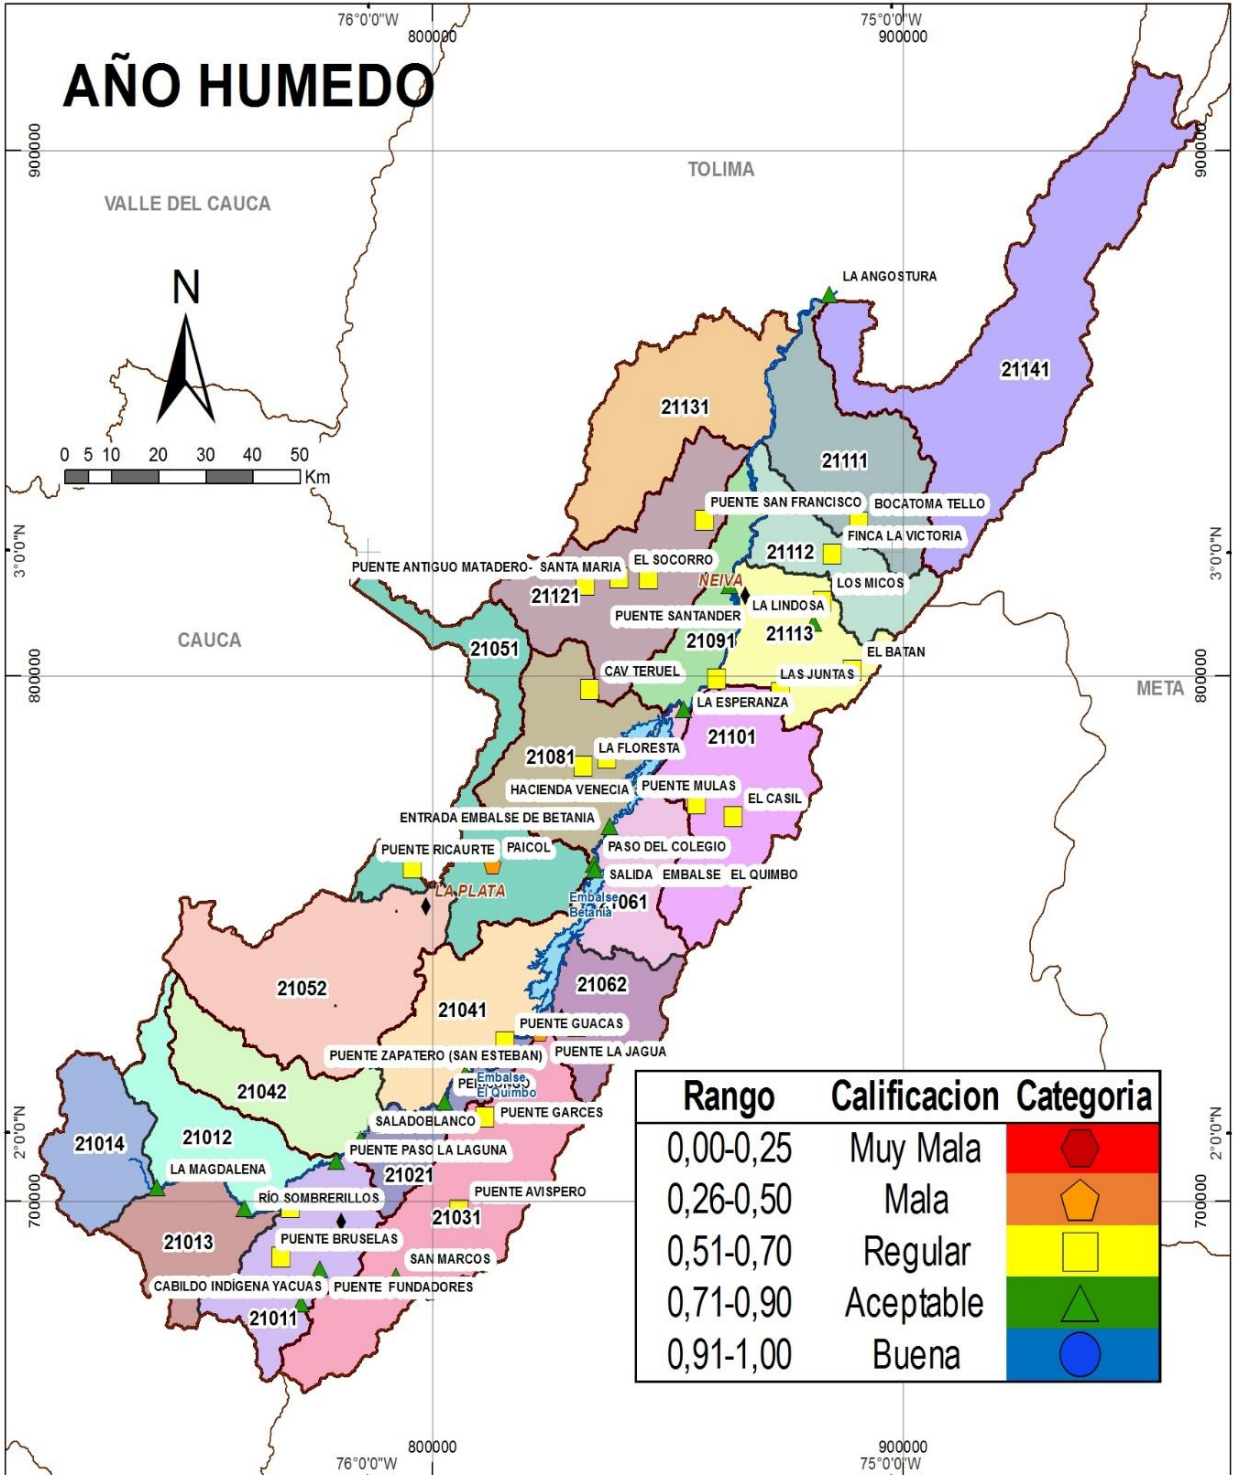 76°0'0"W
75°0'0"W
800000
900000
AÑO HUMEDO
900000
900000
TOLIMA
VALLE DEL CAUCA
N
LA ANGOSTURA
21141
21131
0 5 10 20 30 40 50
Km
21111
PUENTE SAN FRANCISCO
BOCATOMA TELLO
FINCA LA VICTORIA
3°0'0"N
3°0'0"N
21112
PUENTE ANTIGUO MATADERO- SANTA MARIA
EL SOCORRO
NEIVA
LOS MICOS
21121
LA LINDOSA
PUENTE SANTANDER
CAUCA
21113
21091
21051
EL BATAN
CAV TERUEL
LAS JUNTAS
800000
800000
META
LA ESPERANZA
21101
LA FLORESTA
21081
HACIENDA VENECIA
PUENTE MULAS
EL CASIL
ENTRADA EMBALSE DE BETANIA
PUENTE RICAURTE
PAICOL
PASO DEL COLEGIO
SALIDA EMBALSE EL QUIMBO
LA PLATA
Embalse
Betania
21061
21052
21062
21041
PUENTE GUACAS
PUENTE ZAPATERO (SAN ESTEBAN)
PUENTE LA JAGUA
Embalse
El Quimbo
21042
PUENTE GARCES
SALADOBLANCO
2°0'0"N
2°0'0"N
21014
21012
PUENTE PASO LA LAGUNA
LA MAGDALENA
21021
RÍO SOMBRERILLOS
PUENTE AVISPERO
700000
700000
21031
21013
PUENTE BRUSELAS
SAN MARCOS
CABILDO INDÍGENA YACUAS
PUENTE FUNDADORES
21011
Rango Calificacion Categoria
0,00-0,25 Muy Mala
0,26-0,50 Mala
0,51-0,70 Regular
0,71-0,90 Aceptable
0,91-1,00 Buena
800000
900000
76°0'0"W
75°0'0"W